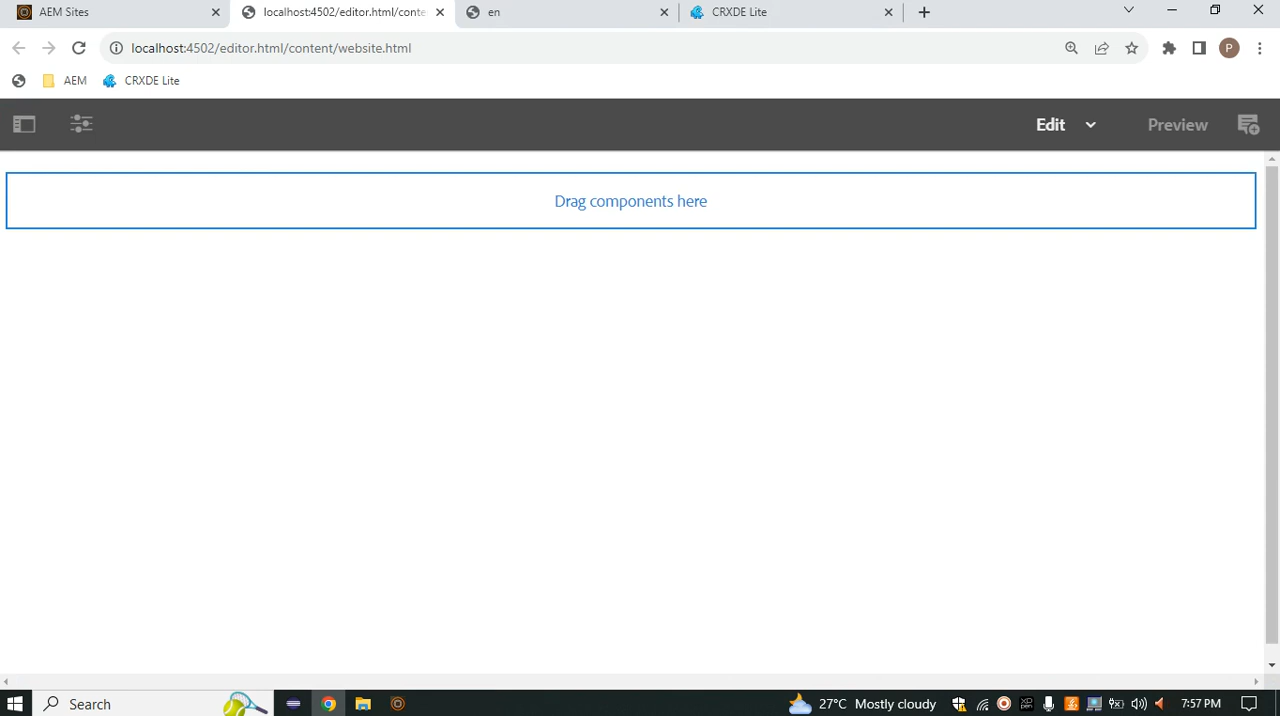 AEM Sites
localhost:4502/editor.html/conte
en
CRXDE Lite
localhost:4502/editor.html/content/website.html
P
AEM
CRXDE Lite
Edit
Preview
Drag components here
Search
27°C Mostly cloudy
7:57 PM